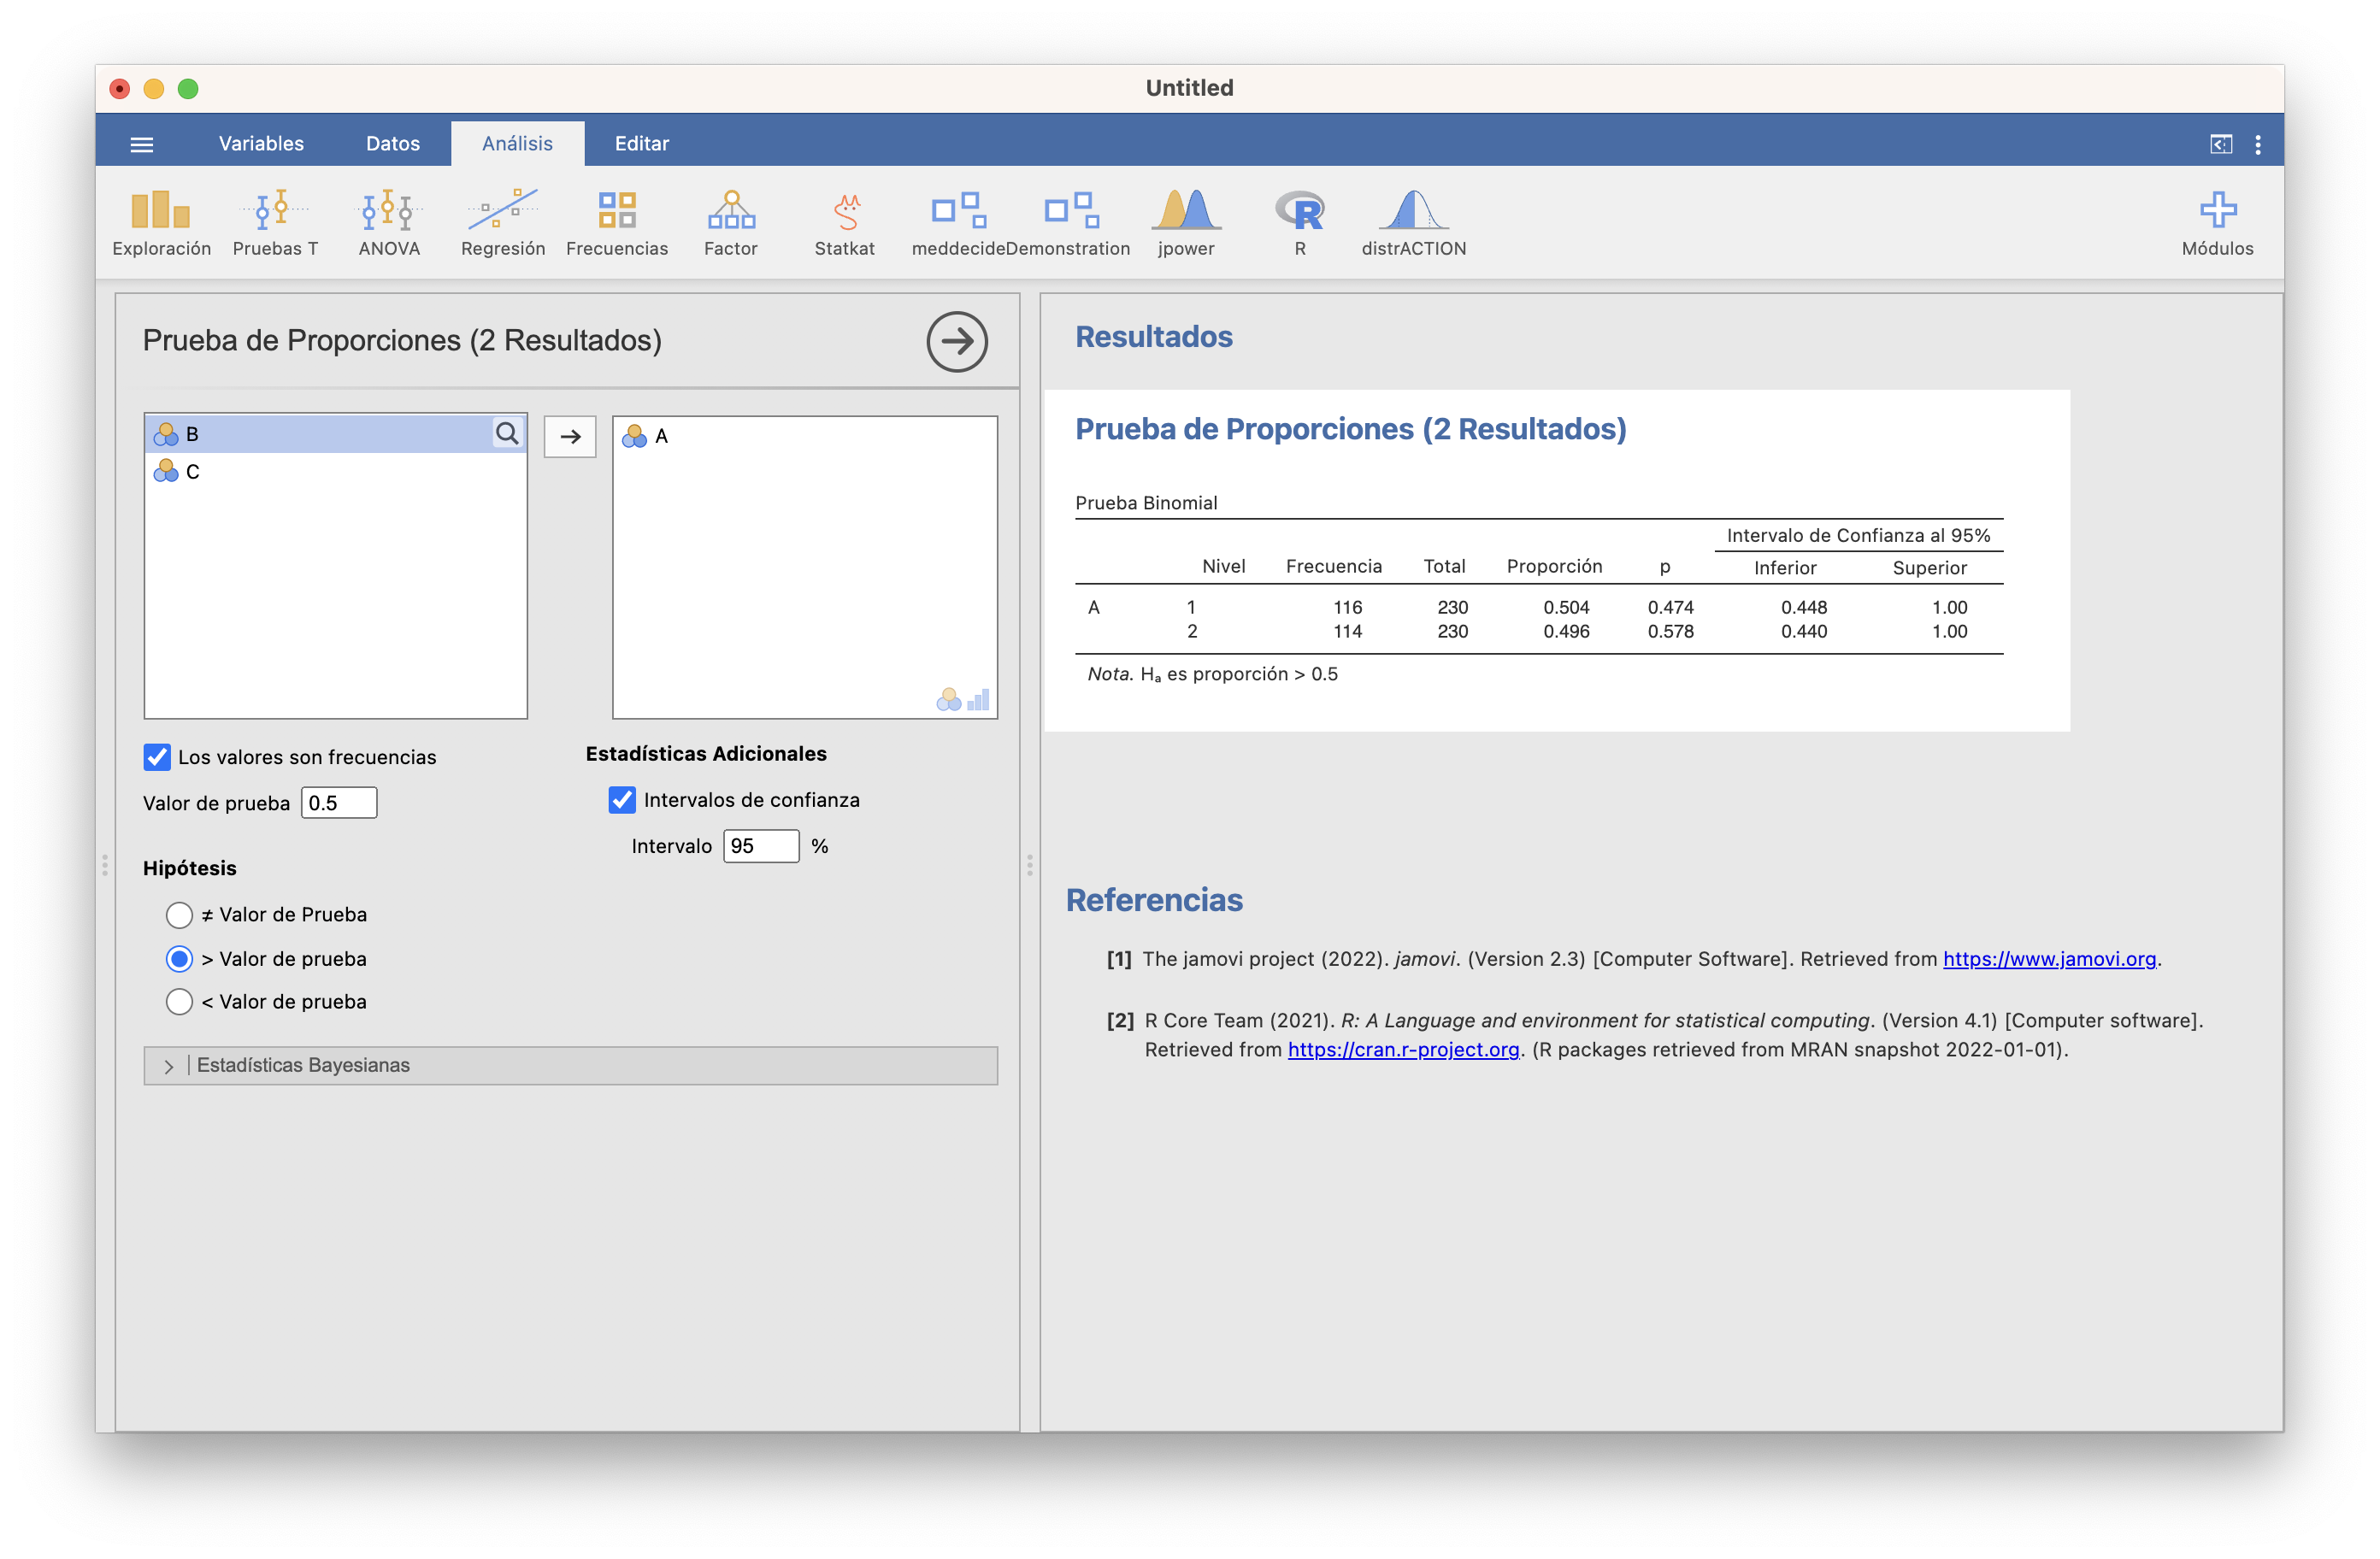 Untitled
Variables Datos Análisis Editar
Exploración Pruebas T ANOVA Regresión Frecuencias Factor Statkat meddecide Demonstration jpower R distrACTION Módulos
Prueba de Proporciones (2 Resultados)
B
C
A
Los valores son frecuencias
Valor de prueba 0.5
Hipótesis
≠ Valor de Prueba
> Valor de prueba
< Valor de prueba
Estadísticas Adicionales
Intervalos de confianza
Intervalo 95 %
Estadísticas Bayesianas
Resultados
Prueba de Proporciones (2 Resultados)
Prueba Binomial
Intervalo de Confianza al 95%
Nivel Frecuencia Total Proporción p Inferior Superior
A 1 116 230 0.504 0.474 0.448 1.00
2 114 230 0.496 0.578 0.440 1.00
Nota. Hₐ es proporción > 0.5
Referencias
[1] The jamovi project (2022). jamovi. (Version 2.3) [Computer Software]. Retrieved from https://www.jamovi.org.
[2] R Core Team (2021). R: A Language and environment for statistical computing. (Version 4.1) [Computer software].
Retrieved from https://cran.r-project.org. (R packages retrieved from MRAN snapshot 2022-01-01).